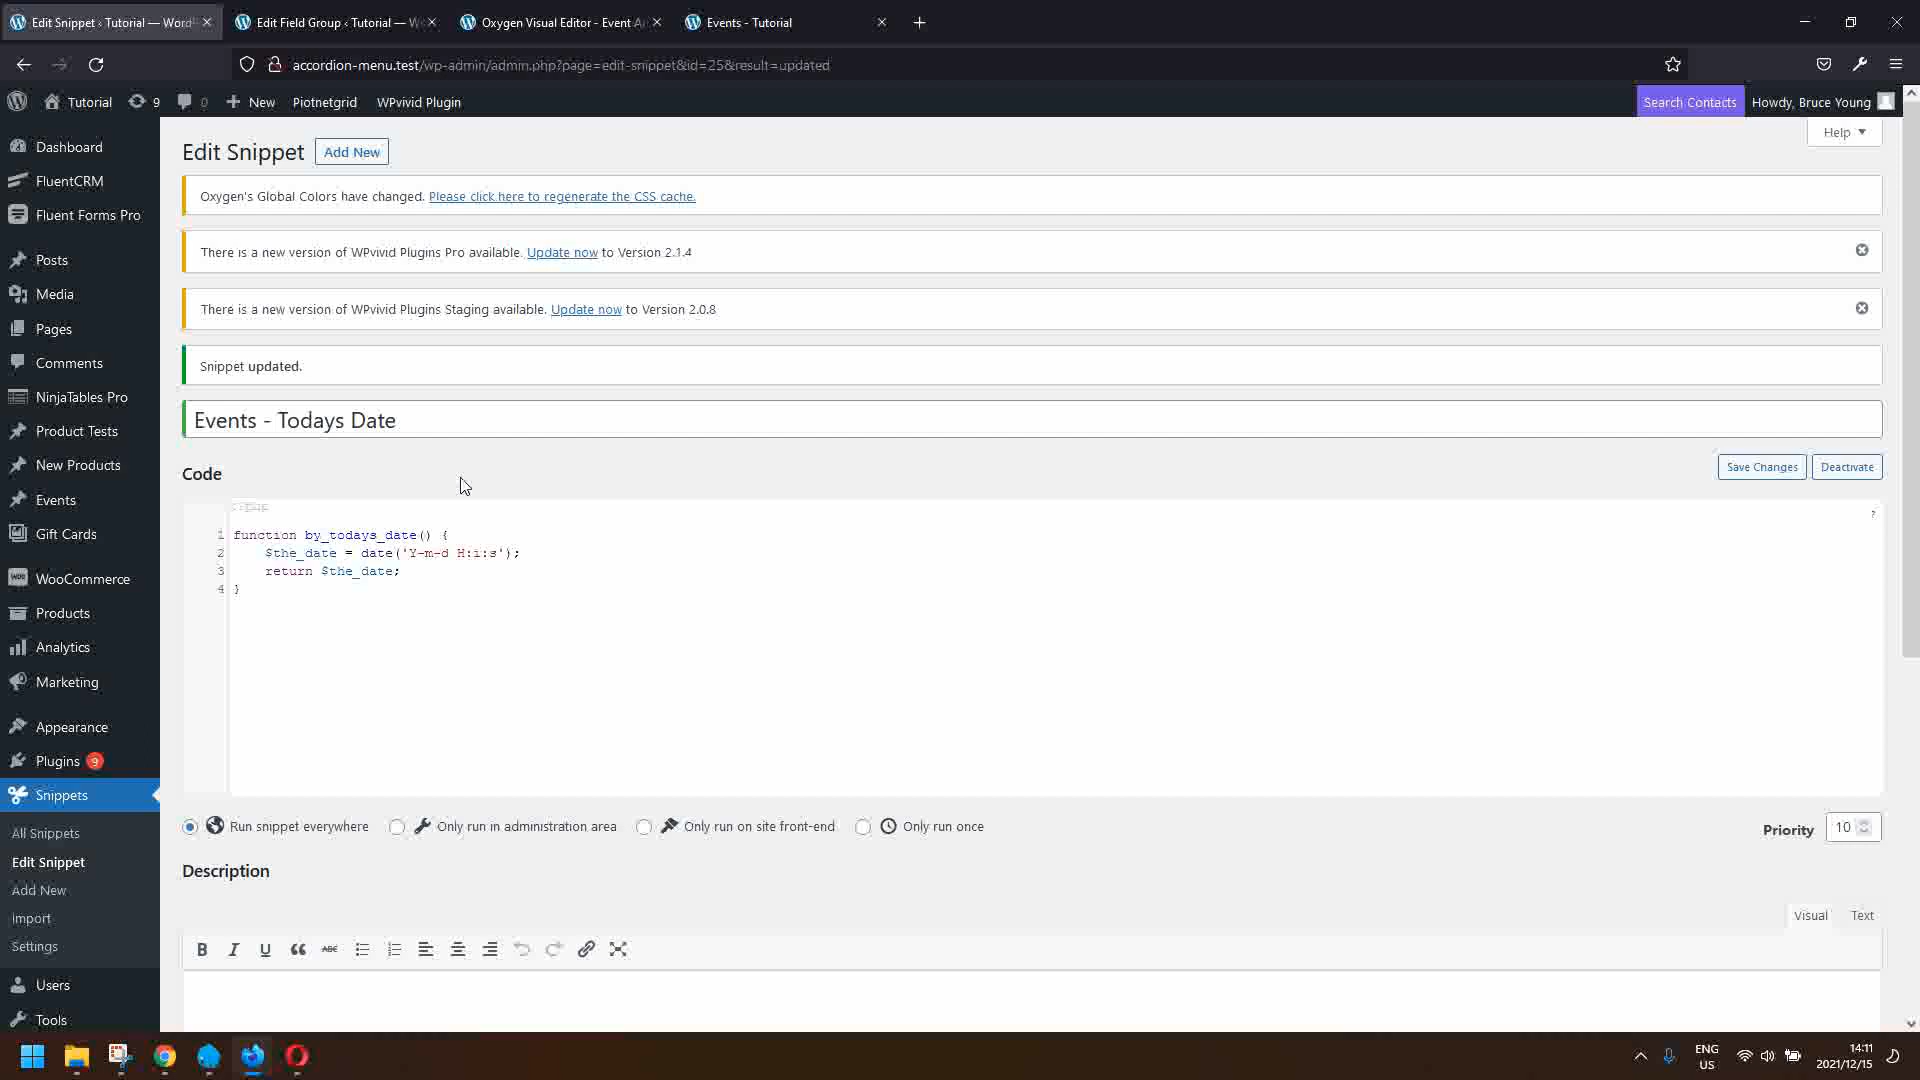 Edit Snippet ‹ Tutorial — WordP
Edit Field Group ‹ Tutorial — W
Oxygen Visual Editor - Event A
Events - Tutorial
accordion-menu.test/wp-admin/admin.php?page=edit-snippet&id=25&result=updated
Tutorial
9
0
New
Piotnetgrid
WPvivid Plugin
Search Contacts
Howdy, Bruce Young
Help
Dashboard
FluentCRM
Fluent Forms Pro
Posts
Media
Pages
Comments
NinjaTables Pro
Product Tests
New Products
Events
Gift Cards
WooCommerce
Products
Analytics
Marketing
Appearance
Plugins 9
Snippets
All Snippets
Edit Snippet
Add New
Import
Settings
Users
Tools
Edit Snippet
Add New
Oxygen's Global Colors have changed. Please click here to regenerate the CSS cache.
There is a new version of WPvivid Plugins Pro available. Update now to Version 2.1.4
There is a new version of WPvivid Plugins Staging available. Update now to Version 2.0.8
Snippet updated.
Events - Todays Date
Code
Save Changes
Deactivate
<?php
?
1 function by_todays_date() {
2 $the_date = date('Y-m-d H:i:s');
3 return $the_date;
4 }
Run snippet everywhere
Only run in administration area
Only run on site front-end
Only run once
Priority
10
Description
Visual
Text
B I U ABC
ENG
US
14:11
2021/12/15